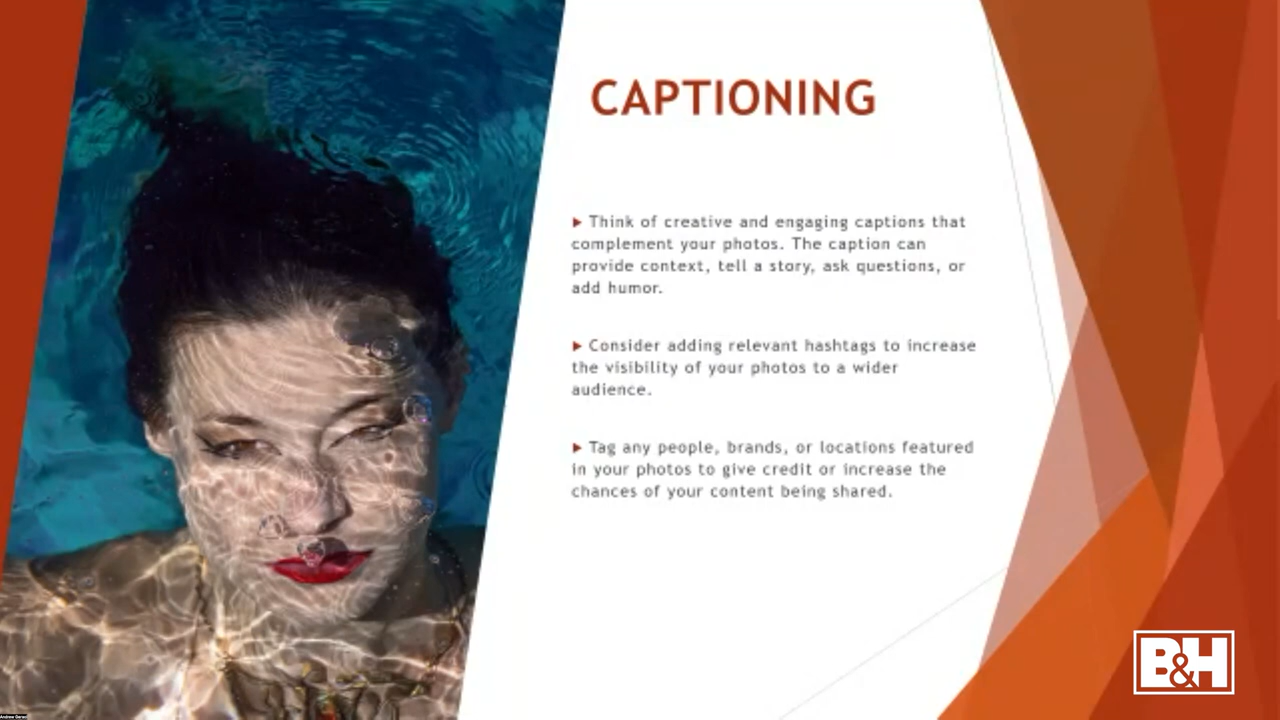 CAPTIONING
▶ Think of creative and engaging captions that
complement your photos. The caption can
provide context, tell a story, ask questions, or
add humor.
▶ Consider adding relevant hashtags to increase
the visibility of your photos to a wider
audience.
▶ Tag any people, brands, or locations featured
in your photos to give credit or increase the
chances of your content being shared.
B&H